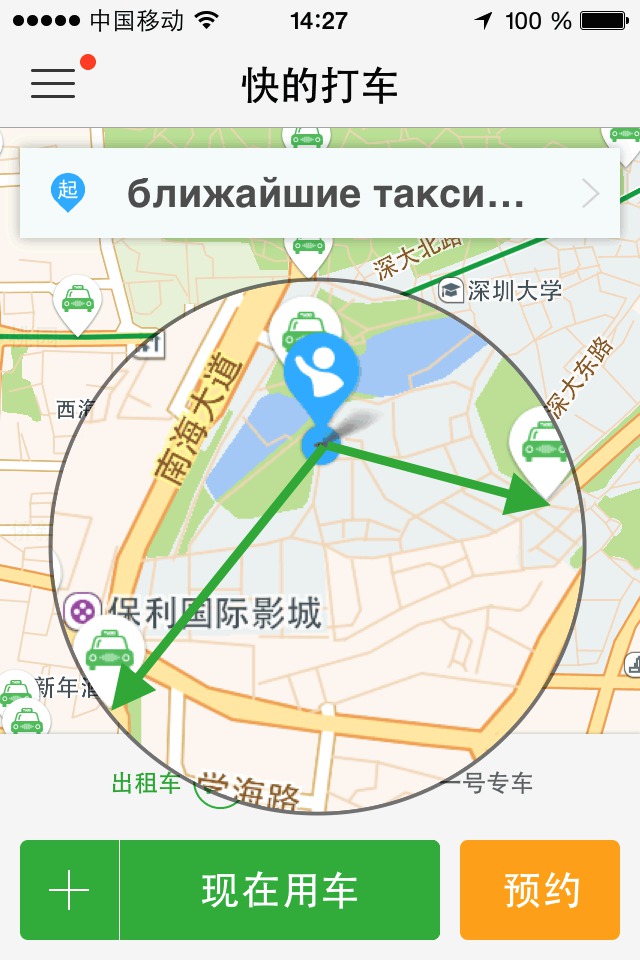 中国移动 14:27 100 %
快的打车
起 ближайшие такси...
深大北路
深圳大学
深大东路
南海大道
西海
保利国际影城
新年酒
学海路
出租车
一号专车
现在用车
预约